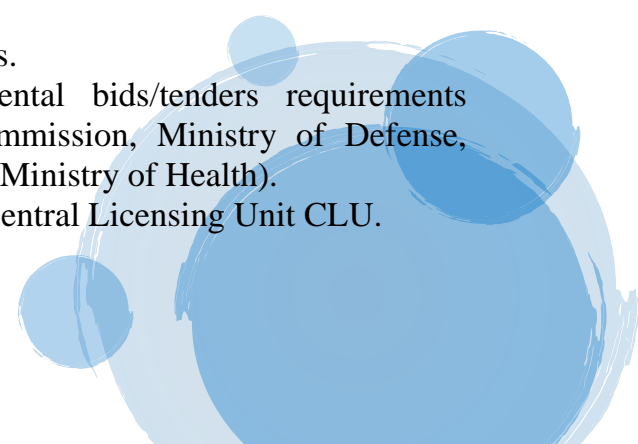 s.
ental bids/tenders requirements
mmission, Ministry of Defense,
Ministry of Health).
entral Licensing Unit CLU.